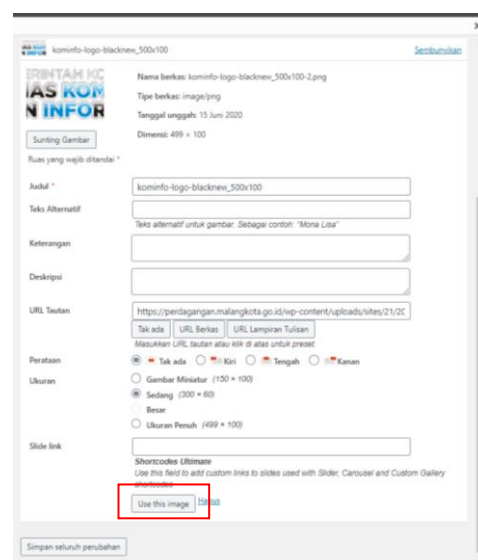 kominfo-logo-blacknew_500x100 Sembunyikan
Nama berkas: kominfo-logo-blacknew_500x100-2.png
IAS KOM
N INFOR
Tipe berkas: image/png
Tanggal unggah: 15 Juni 2020
Dimensi: 499 × 100
Sunting Gambar
Ruas yang wajib ditandai *
Judul * kominfo-logo-blacknew_500x100
Teks Alternatif
Teks alternatif untuk gambar. Sebagai contoh: "Mona Lisa"
Keterangan
Deskripsi
URL Tautan https://perdagangan.malangkota.go.id/wp-content/uploads/sites/21/2C
Tak ada URL Berkas URL Lampiran Tulisan
Masukkan URL tautan atau klik di atas untuk preset.
Perataan Tak ada Kiri Tengah Kanan
Ukuran Gambar Miniatur (150 × 100)
Sedang (300 × 60)
Besar
Ukuran Penuh (499 × 100)
Slide link
Shortcodes Ultimate
Use this field to add custom links to slides used with Slider, Carousel and Custom Gallery
shortcodes
Use this image Hapus
Simpan seluruh perubahan